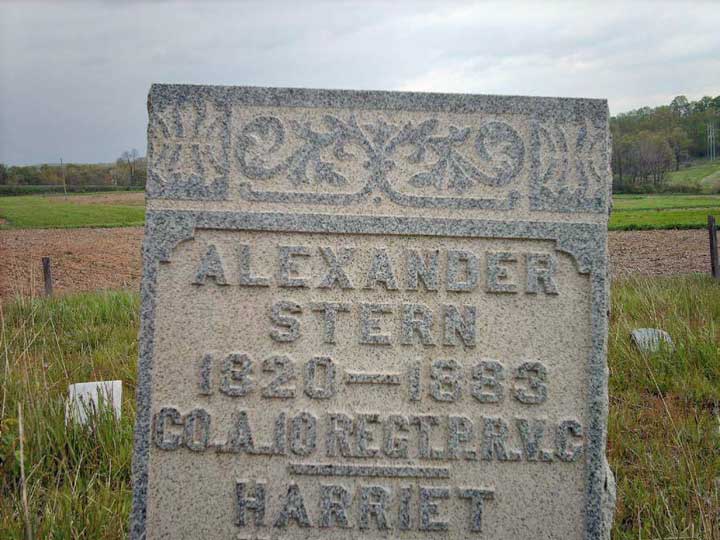 ALEXANDER
STERN
1820—1883
CO. A. 10 REGT. P. R. V. C
HARRIET